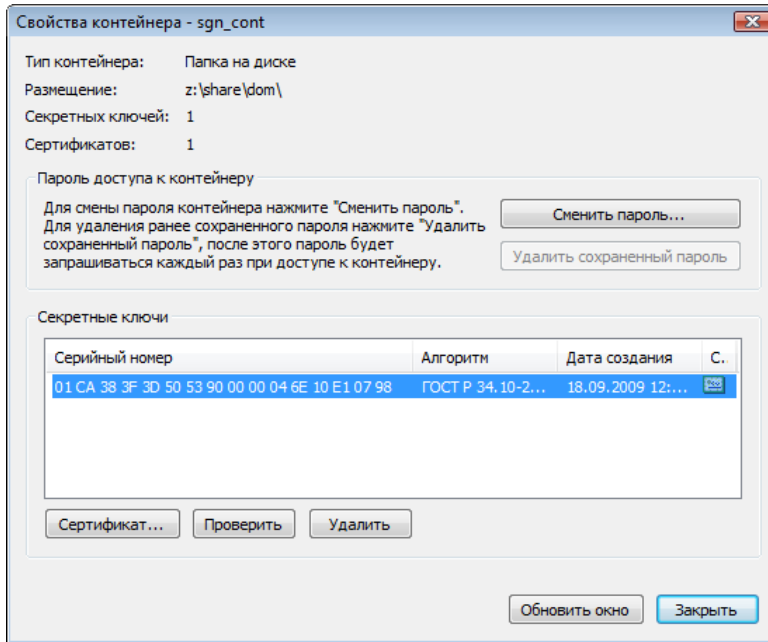 Свойства контейнера - sgn_cont
Тип контейнера: Папка на диске
Размещение: z:\share\dom\
Секретных ключей: 1
Сертификатов: 1
Пароль доступа к контейнеру
Для смены пароля контейнера нажмите "Сменить пароль".
Для удаления ранее сохраненного пароля нажмите "Удалить
сохраненный пароль", после этого пароль будет
запрашиваться каждый раз при доступе к контейнеру.
Сменить пароль...
Удалить сохраненный пароль
Секретные ключи
Серийный номер Алгоритм Дата создания С.
01 CA 38 3F 3D 50 53 90 00 00 04 6E 10 E1 07 98 ГОСТ Р 34.10-2... 18.09.2009 12:...
Сертификат... Проверить Удалить
Обновить окно Закрыть